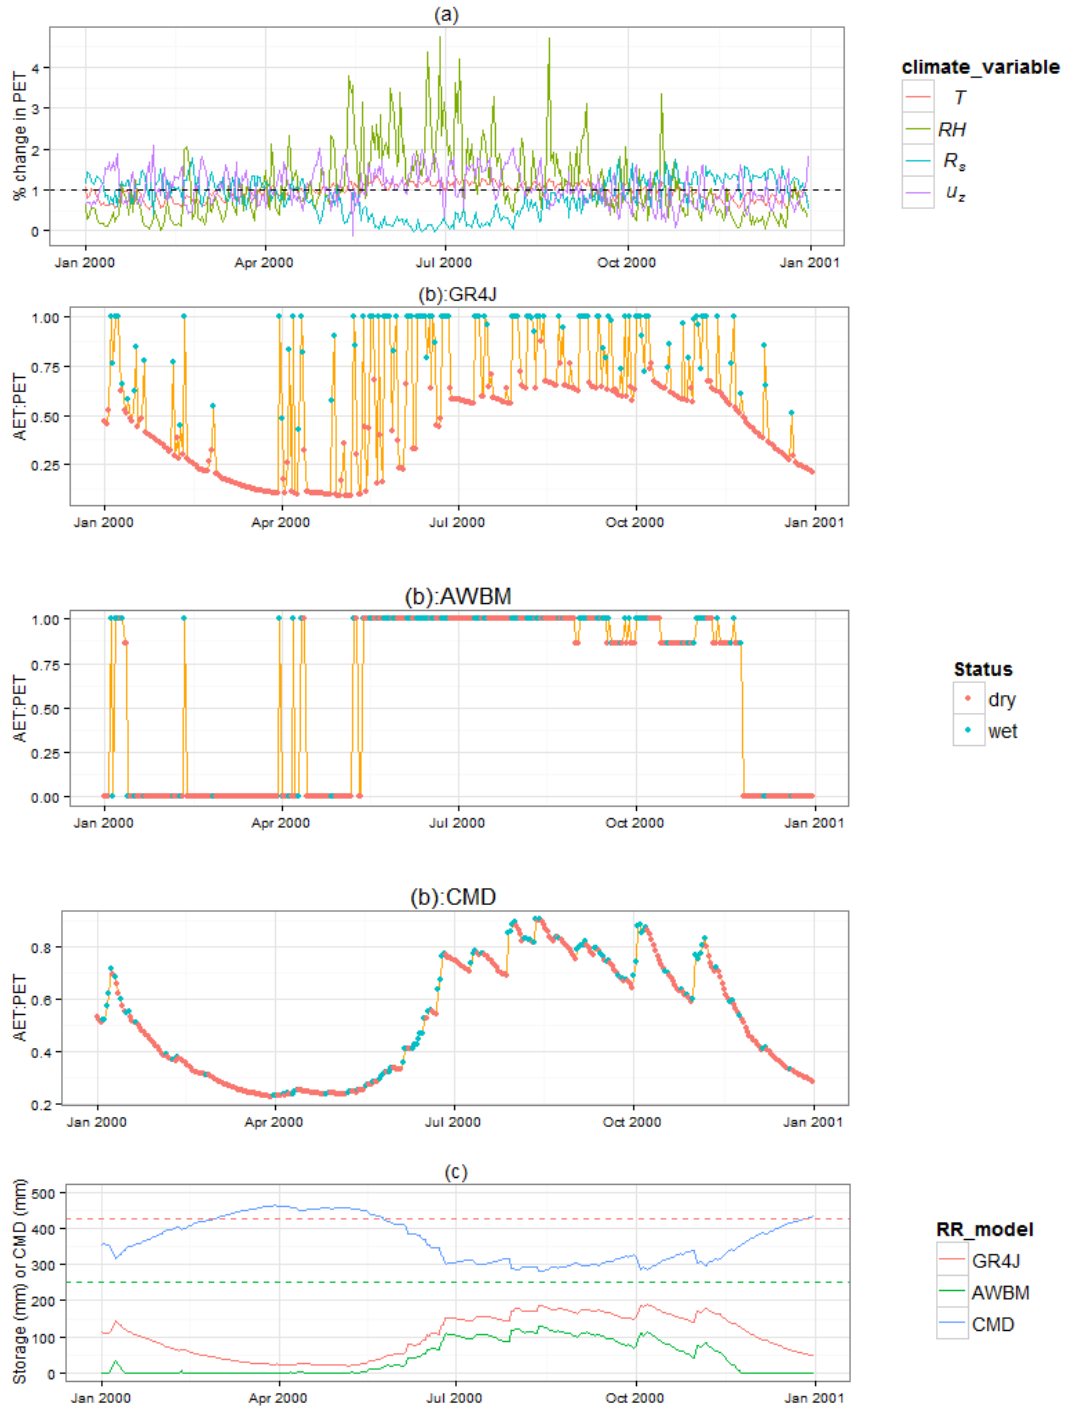 (a)
% change in PET
4
3
2
1
0
Jan 2000 Apr 2000 Jul 2000 Oct 2000 Jan 2001
climate_variable
T
RH
Rs
uz
(b):GR4J
AET:PET
1.00
0.75
0.50
0.25
Jan 2000 Apr 2000 Jul 2000 Oct 2000 Jan 2001
(b):AWBM
AET:PET
1.00
0.75
0.50
0.25
0.00
Jan 2000 Apr 2000 Jul 2000 Oct 2000 Jan 2001
Status
dry
wet
(b):CMD
AET:PET
0.8
0.6
0.4
0.2
Jan 2000 Apr 2000 Jul 2000 Oct 2000 Jan 2001
(c)
Storage (mm) or CMD (mm)
500
400
300
200
100
0
Jan 2000 Apr 2000 Jul 2000 Oct 2000 Jan 2001
RR_model
GR4J
AWBM
CMD